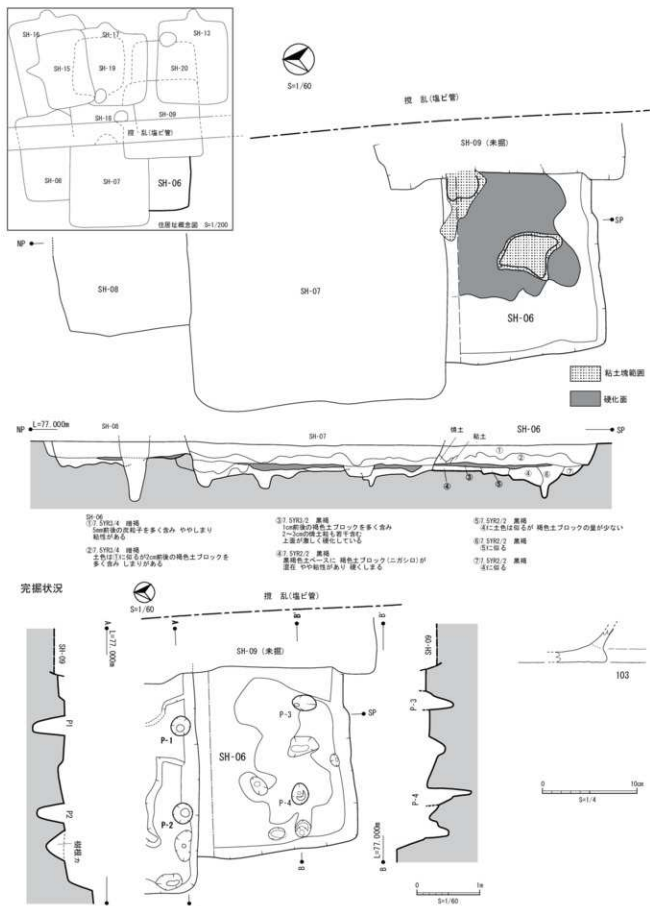 SH-16
SH-17
SH-13
SH-15
SH-19
SH-20
SH-18
SH-09
撹 乱(塩ビ管)
SH-08
SH-07
SH-06
住居址概念図 S=1/200
S=1/60
撹 乱(塩ビ管)
SH-09 (未掘)
SP
NP
SH-08
SH-07
SH-06
粘土塊範囲
硬化面
NP
L=77.000m
SH-08
SH-07
焼土
粘土
SH-06
SP
①
②
④
⑥
⑦
④
③
⑤
SH-06
①7.5YR3/4 暗褐
5mm前後の炭粒子を多く含み ややしまり
粘性がある
②7.5YR3/4 暗褐
土色は①に似るが2cm前後の褐色土ブロックを
多く含み しまりがある
③7.5YR3/2 黒褐
1cm前後の褐色土ブロックを多く含み
2~3cmの焼土粒も若干含む
上面が激しく硬化している
④7.5YR2/2 黒褐
黒褐色土ベースに 褐色土ブロック(ニガシロ)が
混在 やや粘性があり 硬くしまる
⑤7.5YR2/2 黒褐
④に土色は似るが 褐色土ブロックの量が少ない
⑥7.5YR2/2 黒褐
⑤に似る
⑦7.5YR2/2 黒褐
④に似る
完掘状況
S=1/60
撹 乱(塩ビ管)
A
L=77.000m
A
B'
B'
SH-09
SH-09 (未掘)
SH-09
P1
P-1
P-3
SP
P-3
SH-06
P2
P-2
P-4
P-4
B
L=77.000m
B
103
0
10cm
S=1/4
0
1m
S=1/60